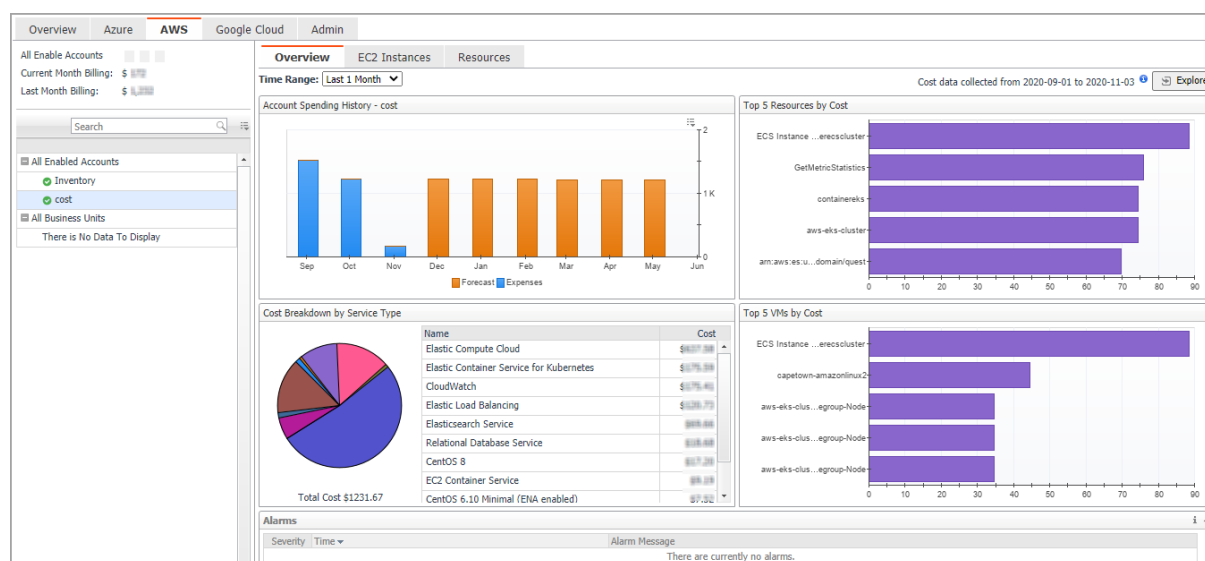 Overview Azure AWS Google Cloud Admin
All Enable Accounts
Current Month Billing: $
Last Month Billing: $
Search
All Enabled Accounts
Inventory
cost
All Business Units
There is No Data To Display
Overview EC2 Instances Resources
Time Range: Last 1 Month
Cost data collected from 2020-09-01 to 2020-11-03
Explore
Account Spending History - cost
2
1 K
0
Sep Oct Nov Dec Jan Feb Mar Apr May Jun
Forecast Expenses
Top 5 Resources by Cost
ECS Instance ...erecscluster
GetMetricStatistics
containereks
aws-eks-cluster
arn:aws:es:u...domain/quest
0 10 20 30 40 50 60 70 80 90
Cost Breakdown by Service Type
Total Cost $1231.67
Name Cost
Elastic Compute Cloud
Elastic Container Service for Kubernetes
CloudWatch
Elastic Load Balancing
Elasticsearch Service
Relational Database Service
CentOS 8
EC2 Container Service
CentOS 6.10 Minimal (ENA enabled)
Top 5 VMs by Cost
ECS Instance ...erecscluster
capetown-amazonlinux2
aws-eks-clus...egroup-Node
aws-eks-clus...egroup-Node
aws-eks-clus...egroup-Node
0 10 20 30 40 50 60 70 80 90
Alarms
Severity Time Alarm Message
There are currently no alarms.